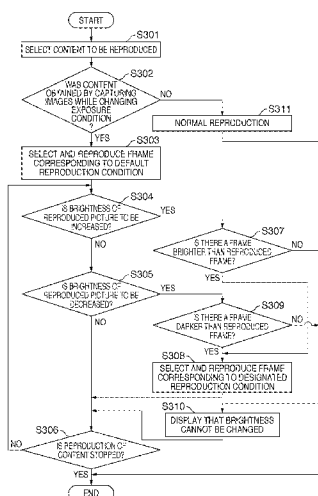 START
S301
SELECT CONTENT TO BE REPRODUCED
S302
WAS CONTENT
OBTAINED BY CAPTURING
IMAGES WHILE CHANGING
EXPOSURE
CONDITION
?
NO
YES
S311
NORMAL REPRODUCTION
S303
SELECT AND REPRODUCE FRAME
CORRESPONDING TO DEFAULT
REPRODUCTION CONDITION
S304
IS BRIGHTNESS OF
REPRODUCED PICTURE TO BE
INCREASED?
YES
NO
S307
IS THERE A FRAME
BRIGHTER THAN REPRODUCED
FRAME?
YES
S305
IS BRIGHTNESS OF
REPRODUCED PICTURE TO BE
DECREASED?
YES
NO
S309
IS THERE A FRAME
DARKER THAN REPRODUCED
FRAME?
NO
YES
S308
SELECT AND REPRODUCE FRAME
CORRESPONDING TO DESIGNATED
REPRODUCTION CONDITION
S310
DISPLAY THAT BRIGHTNESS
CANNOT BE CHANGED
S306
IS REPRODUCTION OF
CONTENT STOPPED?
NO
YES
END